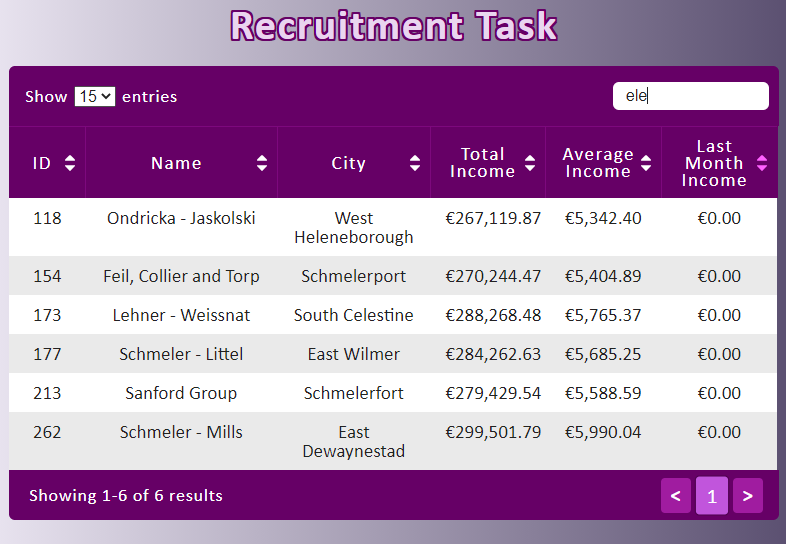 Recruitment Task
Show 15 entries
ele
ID Name City Total Income Average Income Last Month Income
118 Ondricka - Jaskolski West Heleneborough €267,119.87 €5,342.40 €0.00
154 Feil, Collier and Torp Schmelerport €270,244.47 €5,404.89 €0.00
173 Lehner - Weissnat South Celestine €288,268.48 €5,765.37 €0.00
177 Schmeler - Littel East Wilmer €284,262.63 €5,685.25 €0.00
213 Sanford Group Schmelerfort €279,429.54 €5,588.59 €0.00
262 Schmeler - Mills East Dewaynestad €299,501.79 €5,990.04 €0.00
Showing 1-6 of 6 results
< 1 >